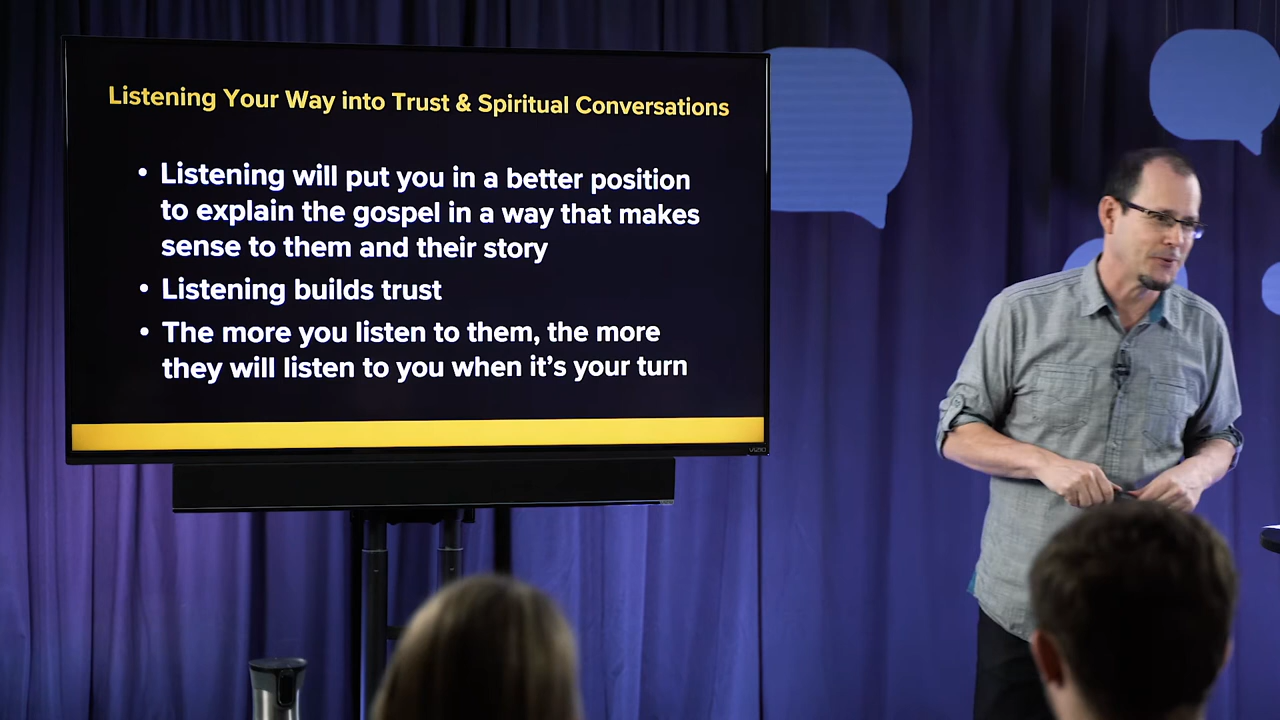 Listening Your Way into Trust & Spiritual Conversations
• Listening will put you in a better position
to explain the gospel in a way that makes
sense to them and their story
• Listening builds trust
• The more you listen to them, the more
they will listen to you when it's your turn
VIZIO